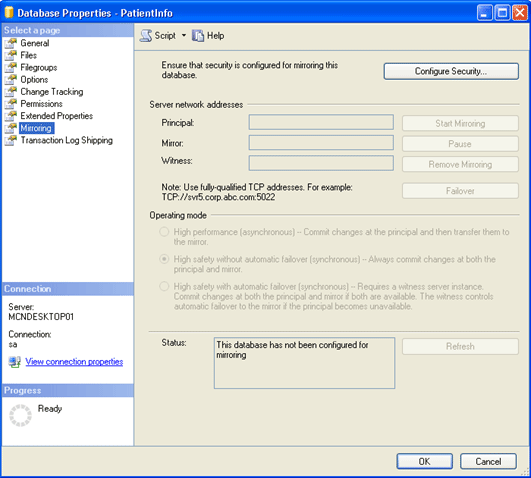 Database Properties - PatientInfo
Select a page
General
Files
Filegroups
Options
Change Tracking
Permissions
Extended Properties
Mirroring
Transaction Log Shipping
Connection
Server:
MCNDESKTOP01
Connection:
sa
View connection properties
Progress
Ready
Script
Help
Ensure that security is configured for mirroring this
database.
Configure Security...
Server network addresses
Principal:
Start Mirroring
Mirror:
Pause
Witness:
Remove Mirroring
Note: Use fully-qualified TCP addresses. For example:
TCP://svr5.corp.abc.com:5022
Failover
Operating mode
High performance (asynchronous) – Commit changes at the principal and then transfer them to
the mirror.
High safety without automatic failover (synchronous) – Always commit changes at both the
principal and mirror.
High safety with automatic failover (synchronous) – Requires a witness server instance.
Commit changes at both the principal and mirror if both are available. The witness controls
automatic failover to the mirror if the principal becomes unavailable.
Status:
This database has not been configured for
mirroring
Refresh
OK
Cancel